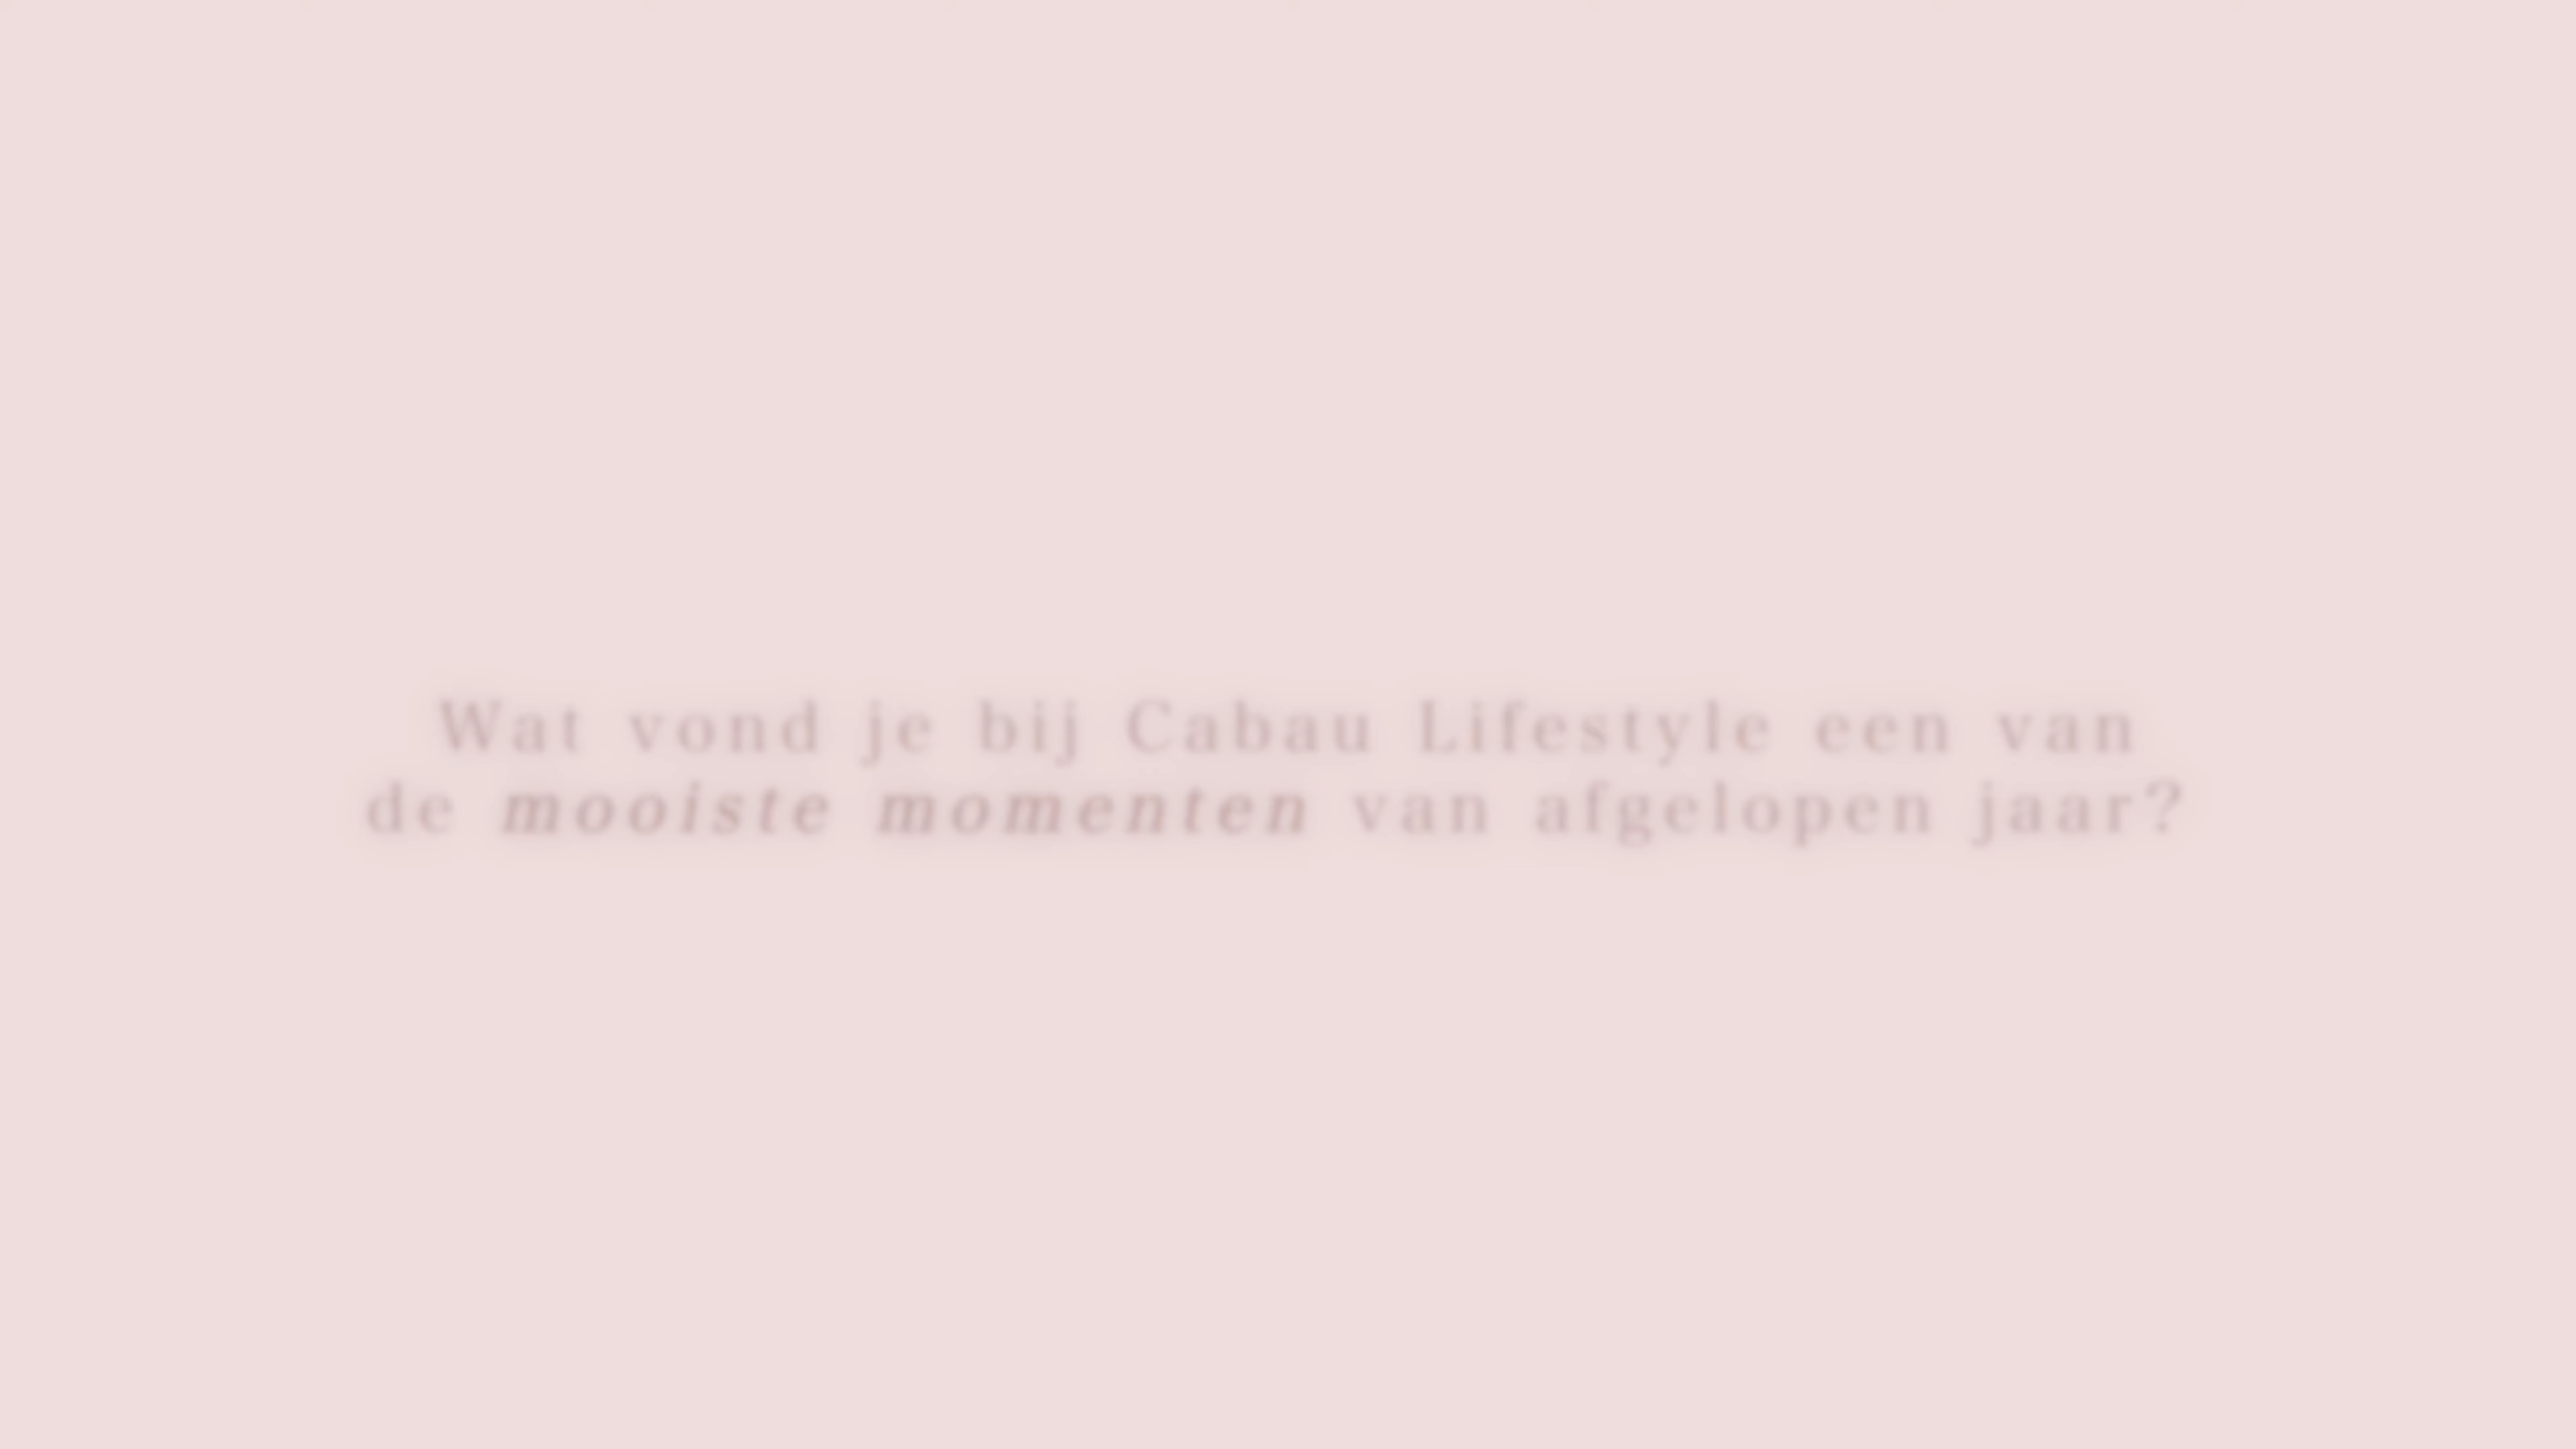 Wat vond je bij Cabau Lifestyle een van
de mooiste momenten van afgelopen jaar?